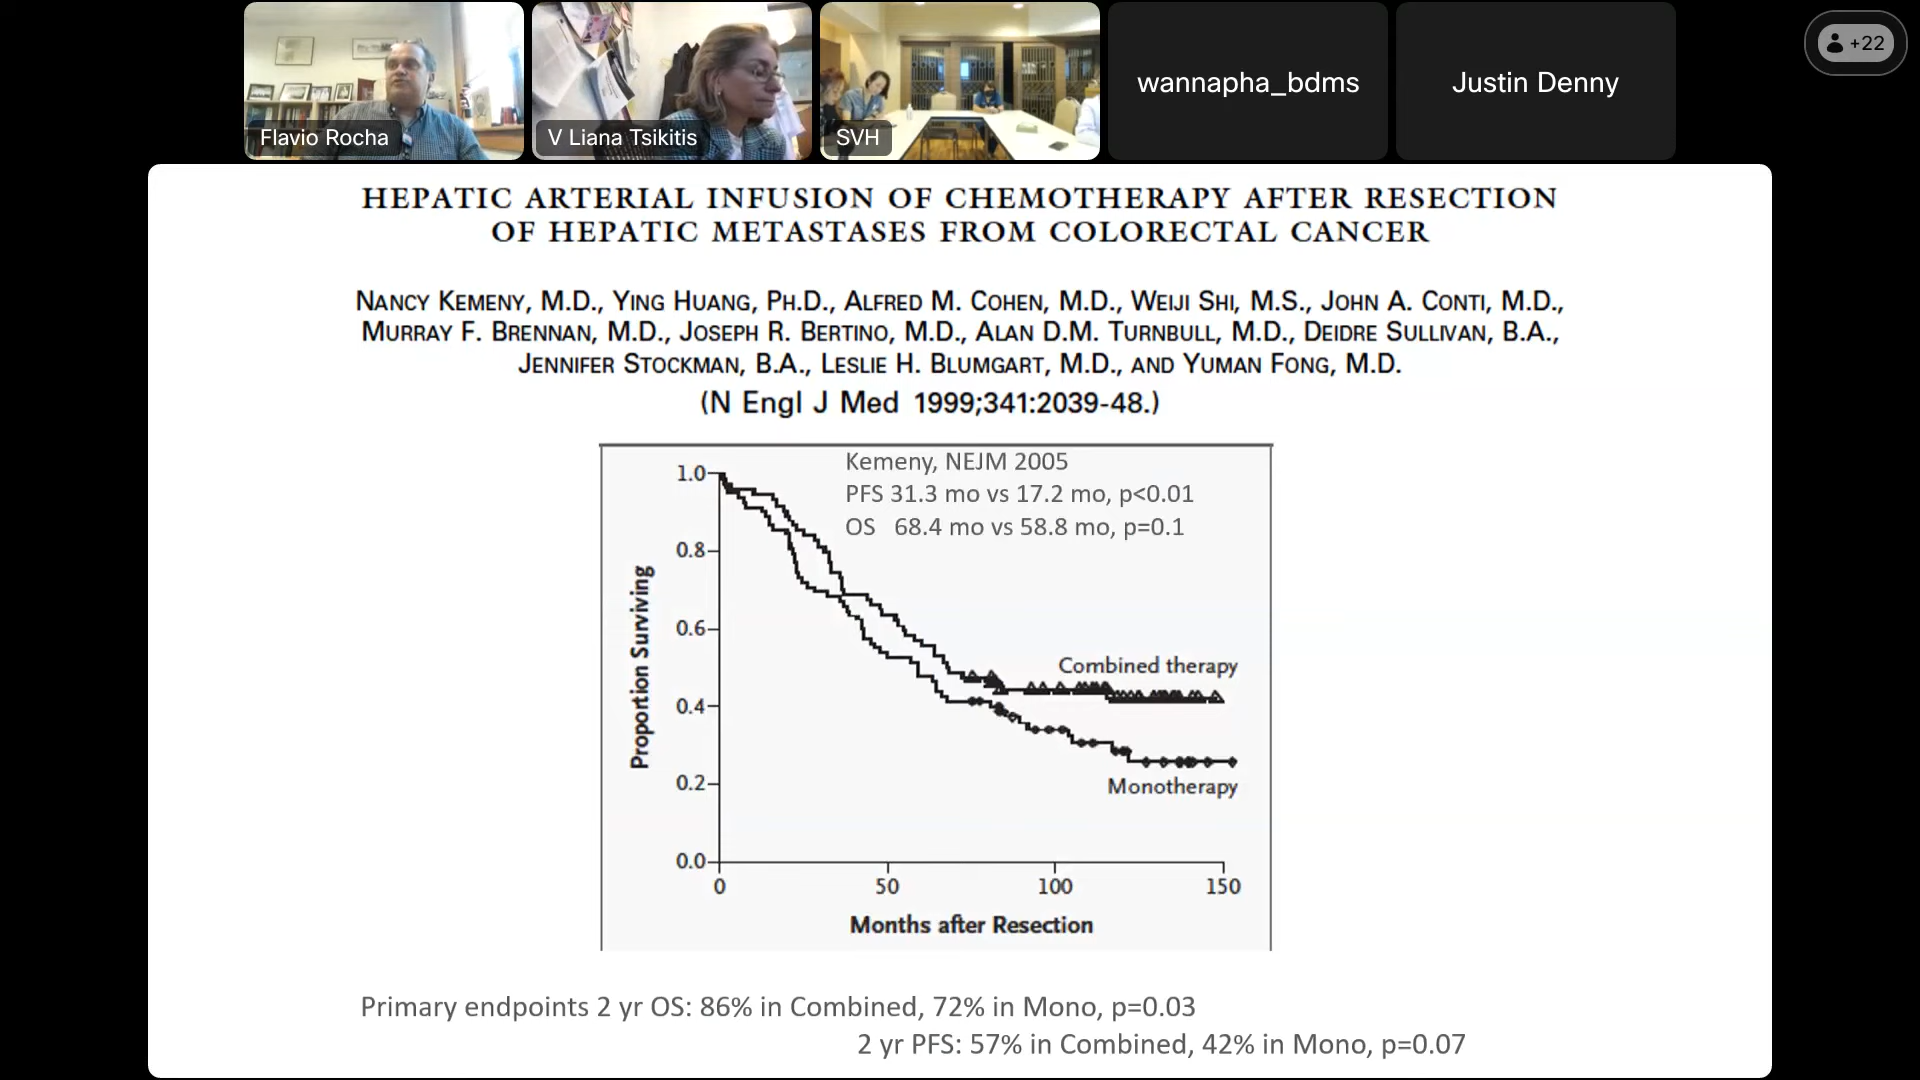 Flavio Rocha
V Liana Tsikitis
SVH
wannapha_bdms
Justin Denny
+22
HEPATIC ARTERIAL INFUSION OF CHEMOTHERAPY AFTER RESECTION
OF HEPATIC METASTASES FROM COLORECTAL CANCER
NANCY KEMENY, M.D., YING HUANG, PH.D., ALFRED M. COHEN, M.D., WEIJI SHI, M.S., JOHN A. CONTI, M.D.,
MURRAY F. BRENNAN, M.D., JOSEPH R. BERTINO, M.D., ALAN D.M. TURNBULL, M.D., DEIDRE SULLIVAN, B.A.,
JENNIFER STOCKMAN, B.A., LESLIE H. BLUMGART, M.D., AND YUMAN FONG, M.D.
(N Engl J Med 1999;341:2039-48.)
Kemeny, NEJM 2005
PFS 31.3 mo vs 17.2 mo, p<0.01
OS 68.4 mo vs 58.8 mo, p=0.1
1.0
0.8
0.6
0.4
0.2
0.0
Proportion Surviving
Combined therapy
Monotherapy
0 50 100 150
Months after Resection
Primary endpoints 2 yr OS: 86% in Combined, 72% in Mono, p=0.03
2 yr PFS: 57% in Combined, 42% in Mono, p=0.07